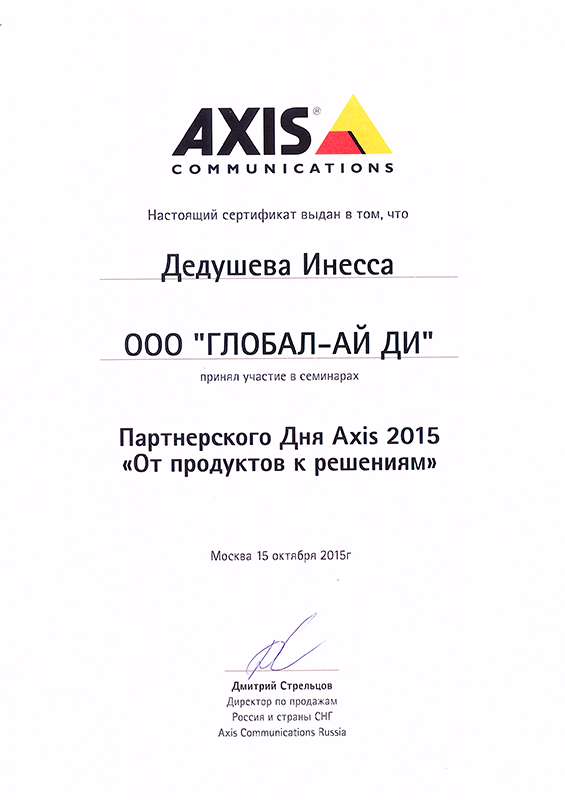 AXIS®
COMMUNICATIONS
Настоящий сертификат выдан в том, что
Дедушева Инесса
ООО "ГЛОБАЛ-АЙ ДИ"
принял участие в семинарах
Партнерского Дня Axis 2015
«От продуктов к решениям»
Москва 15 октября 2015г
Дмитрий Стрельцов
Директор по продажам
Россия и страны СНГ
Axis Communications Russia